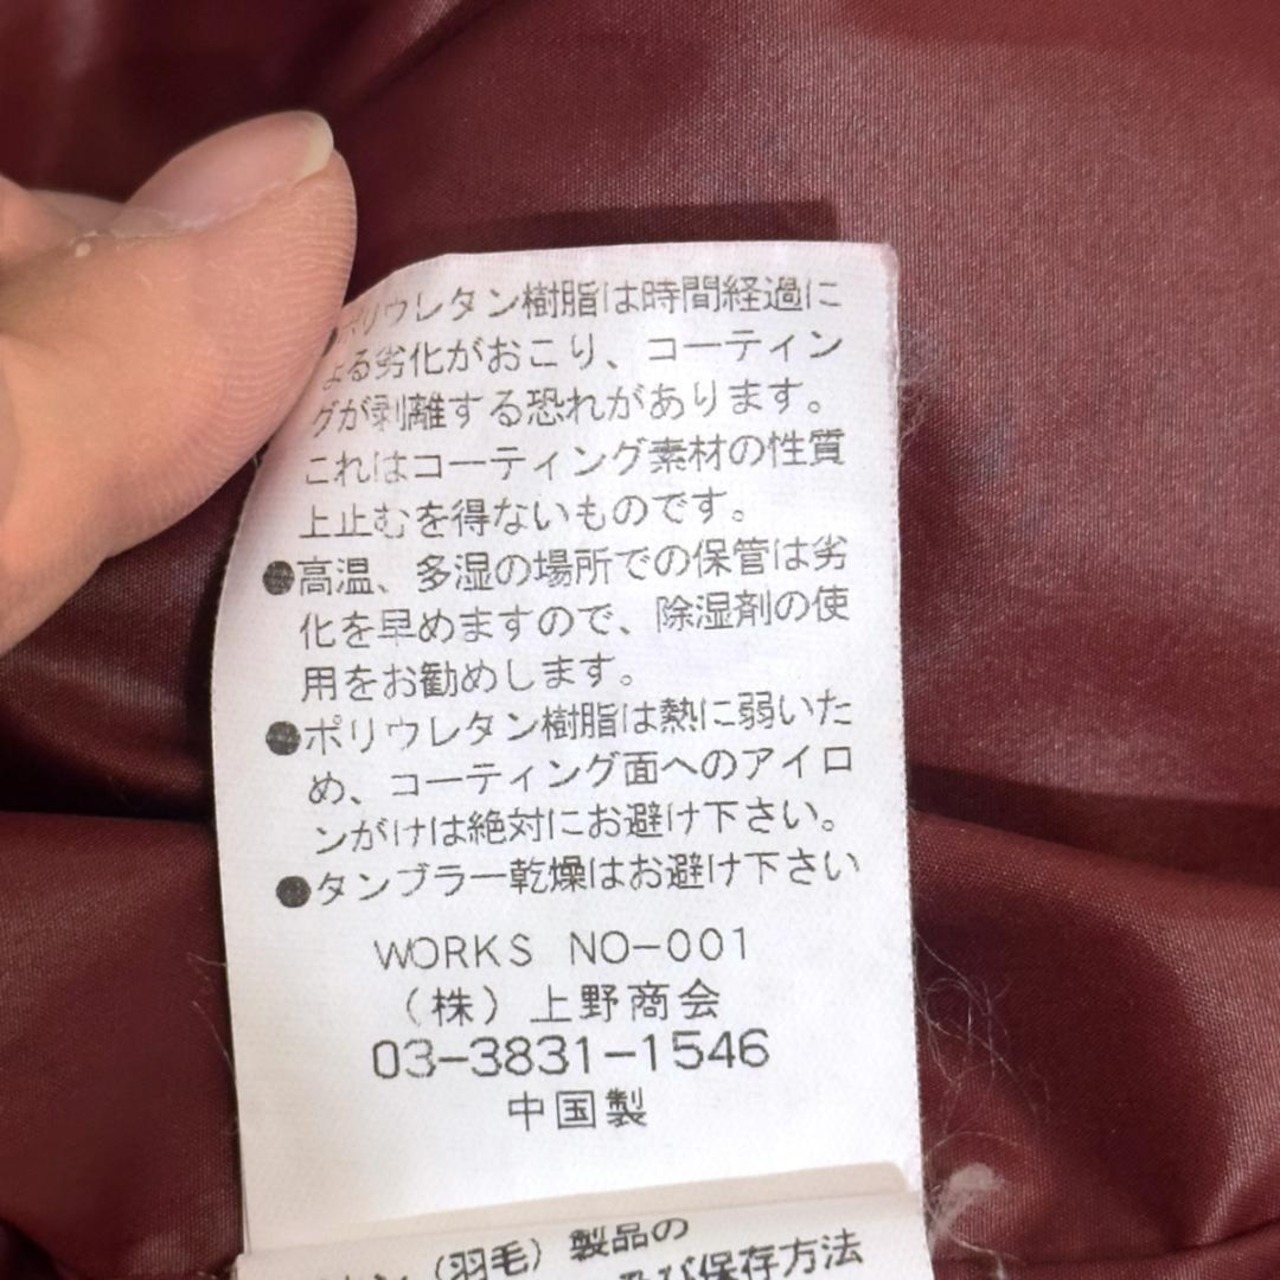 ●ポリウレタン樹脂は時間経過に
よる劣化がおこり、コーティン
グが剥離する恐れがあります。
これはコーティング素材の性質
上止むを得ないものです。
●高温、多湿の場所での保管は劣
化を早めますので、除湿剤の使
用をお勧めします。
●ポリウレタン樹脂は熱に弱いた
め、コーティング面へのアイロ
ンがけは絶対にお避け下さい。
●タンブラー乾燥はお避け下さい
WORKS NO-001
（株）上野商会
03-3831-1546
中国製
（羽毛）製品の
及び保存方法